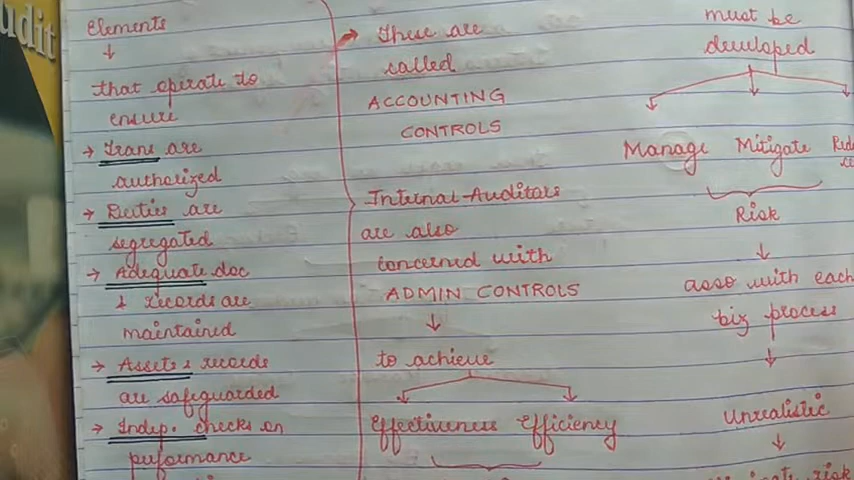 udit
Elements
↓
that operate to
ensure
→ Trans are
authorized
→ Duties are
segregated
→ Adequate doc
& records are
maintained
→ Assets & records
are safeguarded
→ Indep. checks on
performance
→ these are
called
ACCOUNTING
CONTROLS
Internal Auditors
are also
concerned with
ADMIN CONTROLS
↓
to achieve
Effectiveness Efficiency
must be
developed
Manage Mitigate
Risk
↓
asso with each
biz process
↓
Unrealistic
↓
risk